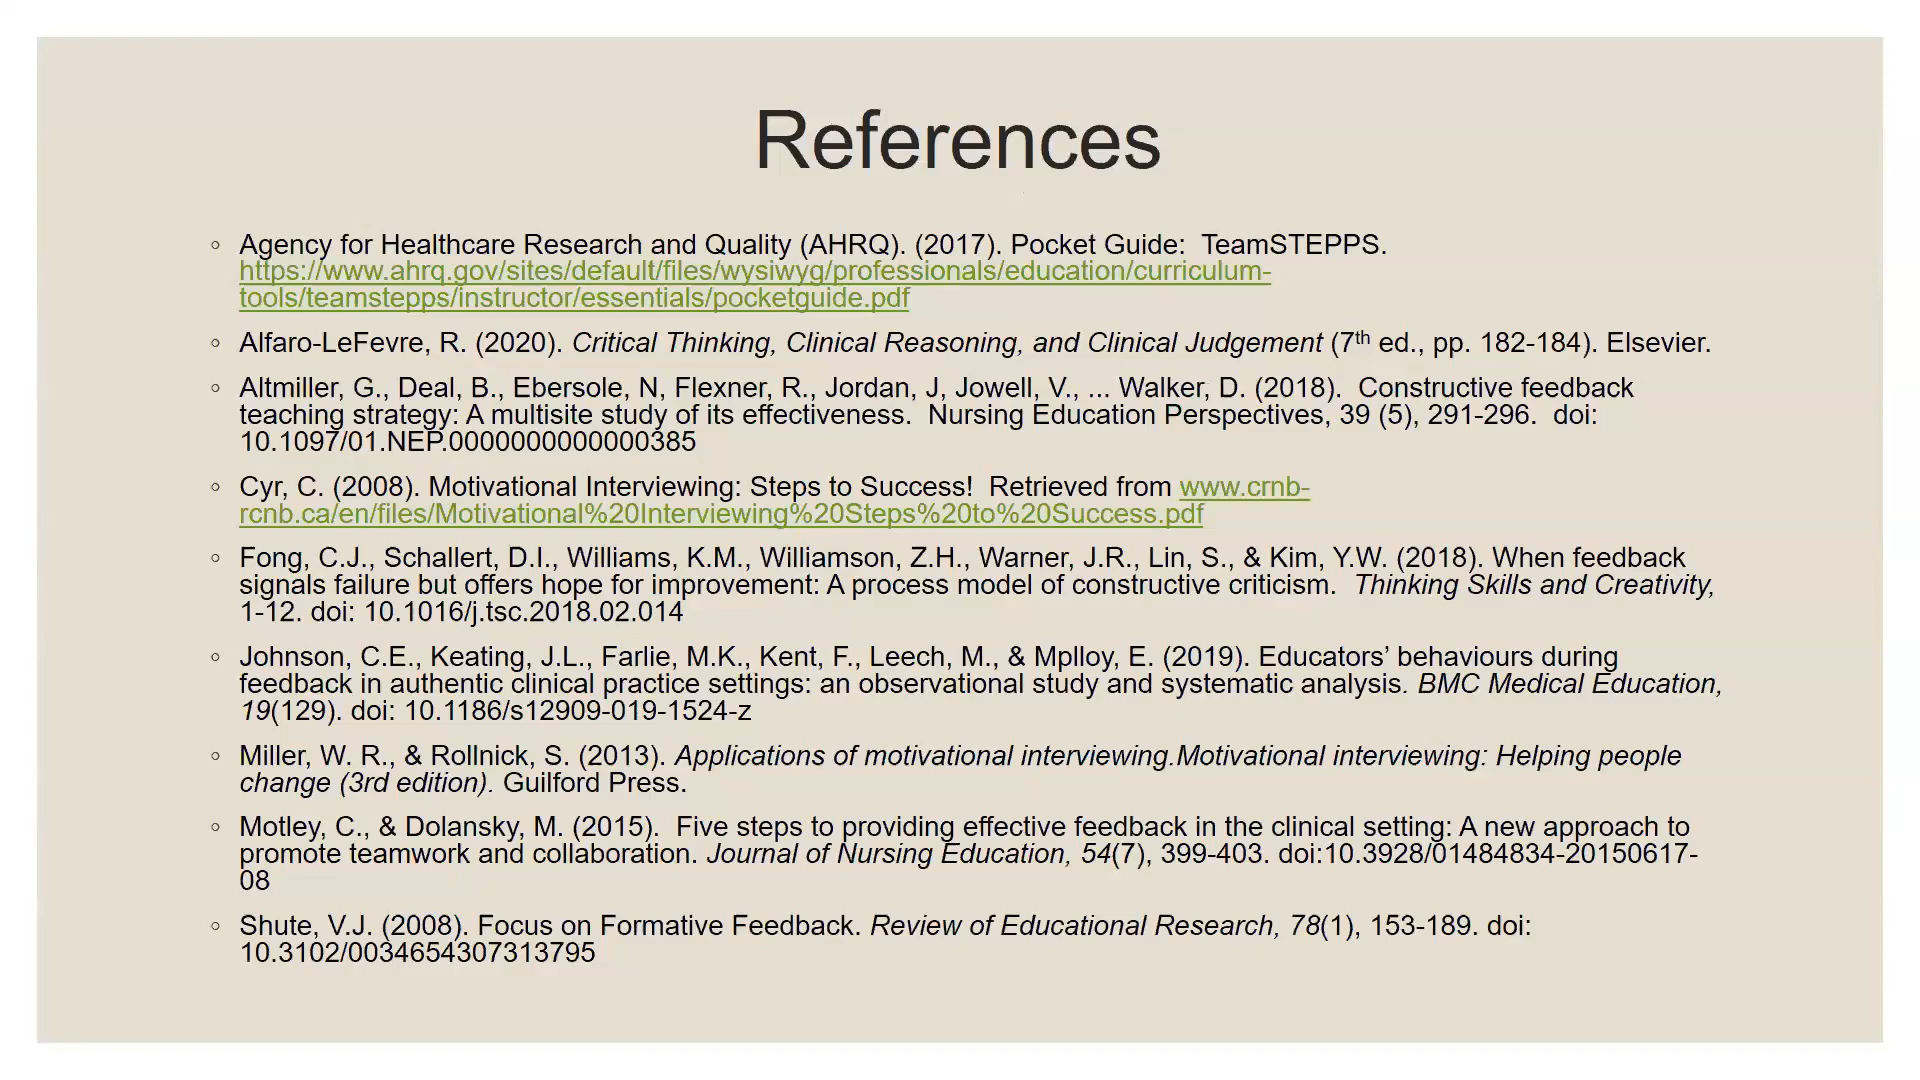 References
◦ Agency for Healthcare Research and Quality (AHRQ). (2017). Pocket Guide:  TeamSTEPPS.
https://www.ahrq.gov/sites/default/files/wysiwyg/professionals/education/curriculum-
tools/teamstepps/instructor/essentials/pocketguide.pdf
◦ Alfaro-LeFevre, R. (2020). Critical Thinking, Clinical Reasoning, and Clinical Judgement (7th ed., pp. 182-184). Elsevier.
◦ Altmiller, G., Deal, B., Ebersole, N, Flexner, R., Jordan, J, Jowell, V., ... Walker, D. (2018).  Constructive feedback
teaching strategy: A multisite study of its effectiveness.  Nursing Education Perspectives, 39 (5), 291-296.  doi:
10.1097/01.NEP.0000000000000385
◦ Cyr, C. (2008). Motivational Interviewing: Steps to Success!  Retrieved from www.crnb-
rcnb.ca/en/files/Motivational%20Interviewing%20Steps%20to%20Success.pdf
◦ Fong, C.J., Schallert, D.I., Williams, K.M., Williamson, Z.H., Warner, J.R., Lin, S., & Kim, Y.W. (2018). When feedback
signals failure but offers hope for improvement: A process model of constructive criticism.  Thinking Skills and Creativity,
1-12. doi: 10.1016/j.tsc.2018.02.014
◦ Johnson, C.E., Keating, J.L., Farlie, M.K., Kent, F., Leech, M., & Mplloy, E. (2019). Educators’ behaviours during
feedback in authentic clinical practice settings: an observational study and systematic analysis. BMC Medical Education,
19(129). doi: 10.1186/s12909-019-1524-z
◦ Miller, W. R., & Rollnick, S. (2013). Applications of motivational interviewing.Motivational interviewing: Helping people
change (3rd edition). Guilford Press.
◦ Motley, C., & Dolansky, M. (2015).  Five steps to providing effective feedback in the clinical setting: A new approach to
promote teamwork and collaboration. Journal of Nursing Education, 54(7), 399-403. doi:10.3928/01484834-20150617-
08
◦ Shute, V.J. (2008). Focus on Formative Feedback. Review of Educational Research, 78(1), 153-189. doi:
10.3102/0034654307313795